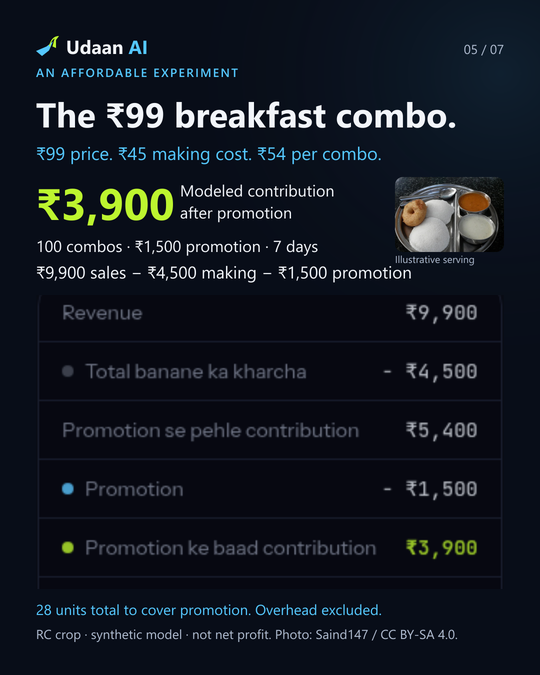 Udaan AI
05 / 07
AN AFFORDABLE EXPERIMENT
The ₹99 breakfast combo.
₹99 price. ₹45 making cost. ₹54 per combo.
₹3,900 Modeled contribution
after promotion
100 combos · ₹1,500 promotion · 7 days
Illustrative serving
₹9,900 sales − ₹4,500 making − ₹1,500 promotion
Revenue ₹9,900
Total banane ka kharcha - ₹4,500
Promotion se pehle contribution ₹5,400
Promotion - ₹1,500
Promotion ke baad contribution ₹3,900
28 units total to cover promotion. Overhead excluded.
RC crop · synthetic model · not net profit. Photo: Saind147 / CC BY-SA 4.0.